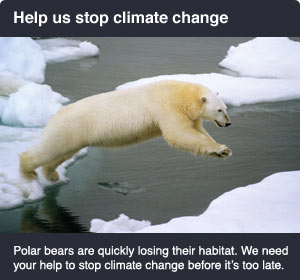 Help us stop climate change
Polar bears are quickly losing their habitat. We need
your help to stop climate change before it's too late.